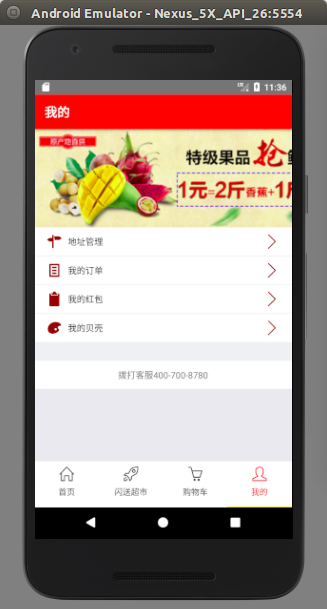 Android Emulator - Nexus_5X_API_26:5554
11:36
我的
原产地直供
特级果品抢
1元=2斤香蕉+1斤
地址管理
我的订单
我的红包
我的贝壳
拨打客服400-700-8780
首页
闪送超市
购物车
我的